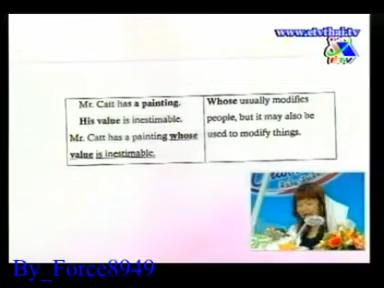 www.etvthai.tv
Mr. Catt has a painting.
His value is inestimable.
Mr. Catt has a painting whose
value is inestimable.
Whose usually modifies
people, but it may also be
used to modify things.
By_Force8949